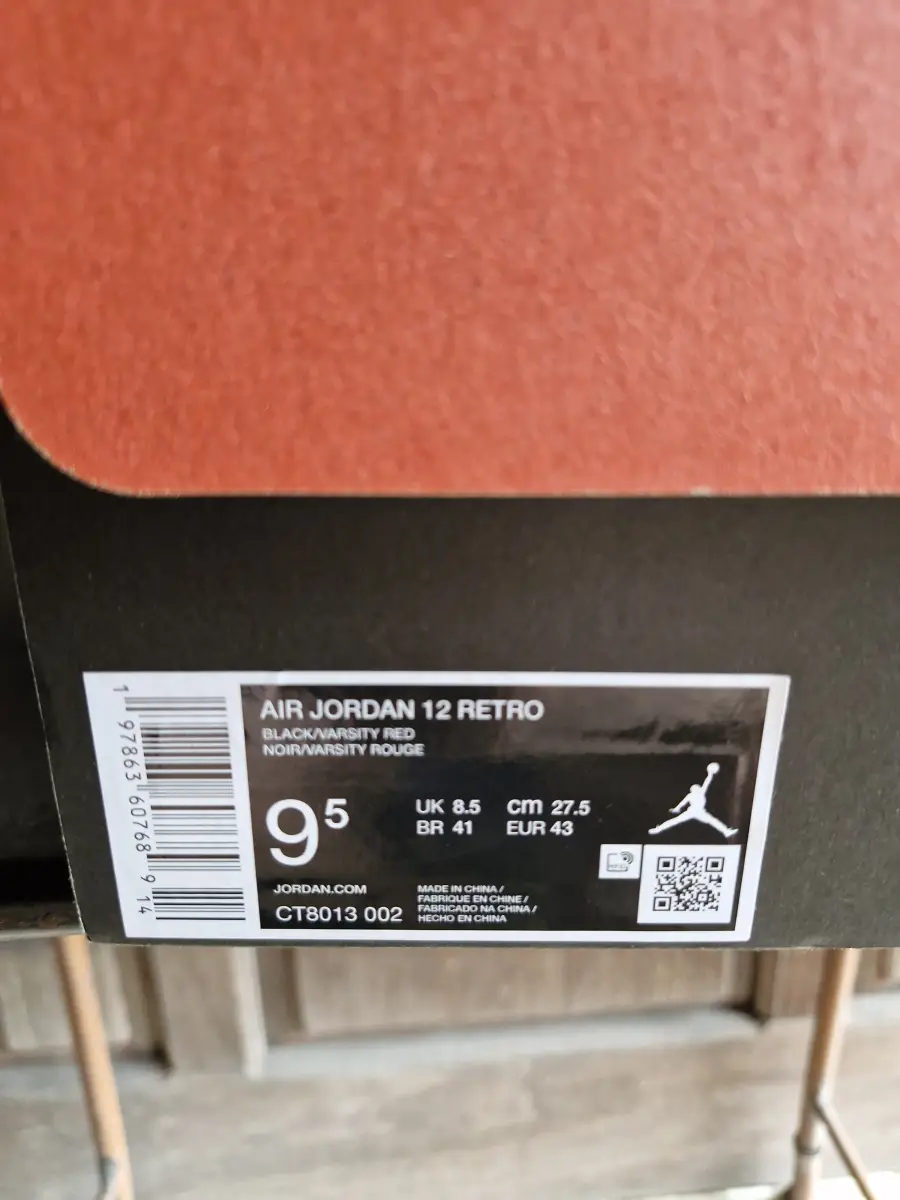 1 97863 60768 9 14
AIR JORDAN 12 RETRO
BLACK/VARSITY RED
NOIR/VARSITY ROUGE
9⁵
UK 8.5 cm 27.5
BR 41 EUR 43
JORDAN.COM
CT8013 002
MADE IN CHINA /
FABRIQUE EN CHINE /
FABRICADO NA CHINA /
HECHO EN CHINA